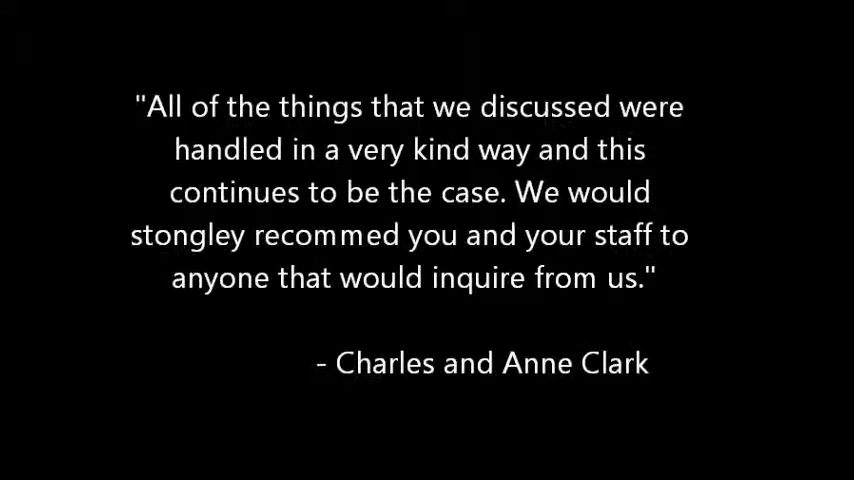 "All of the things that we discussed were
handled in a very kind way and this
continues to be the case. We would
stongley recommed you and your staff to
anyone that would inquire from us."
- Charles and Anne Clark